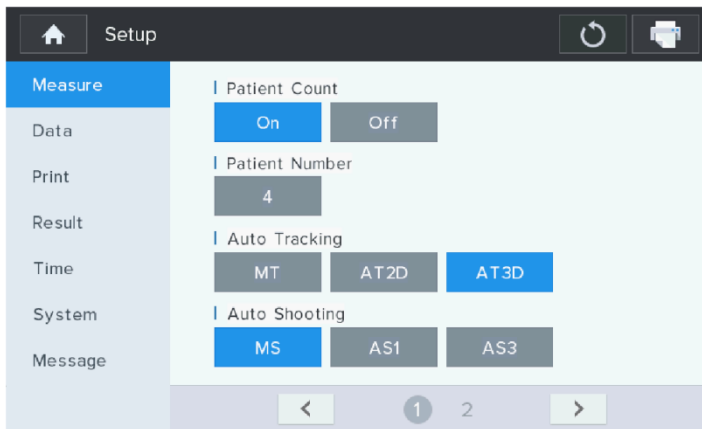 Setup
Measure
Data
Print
Result
Time
System
Message
Patient Count
On Off
Patient Number
4
Auto Tracking
MT AT2D AT3D
Auto Shooting
MS AS1 AS3
< 1 2 >